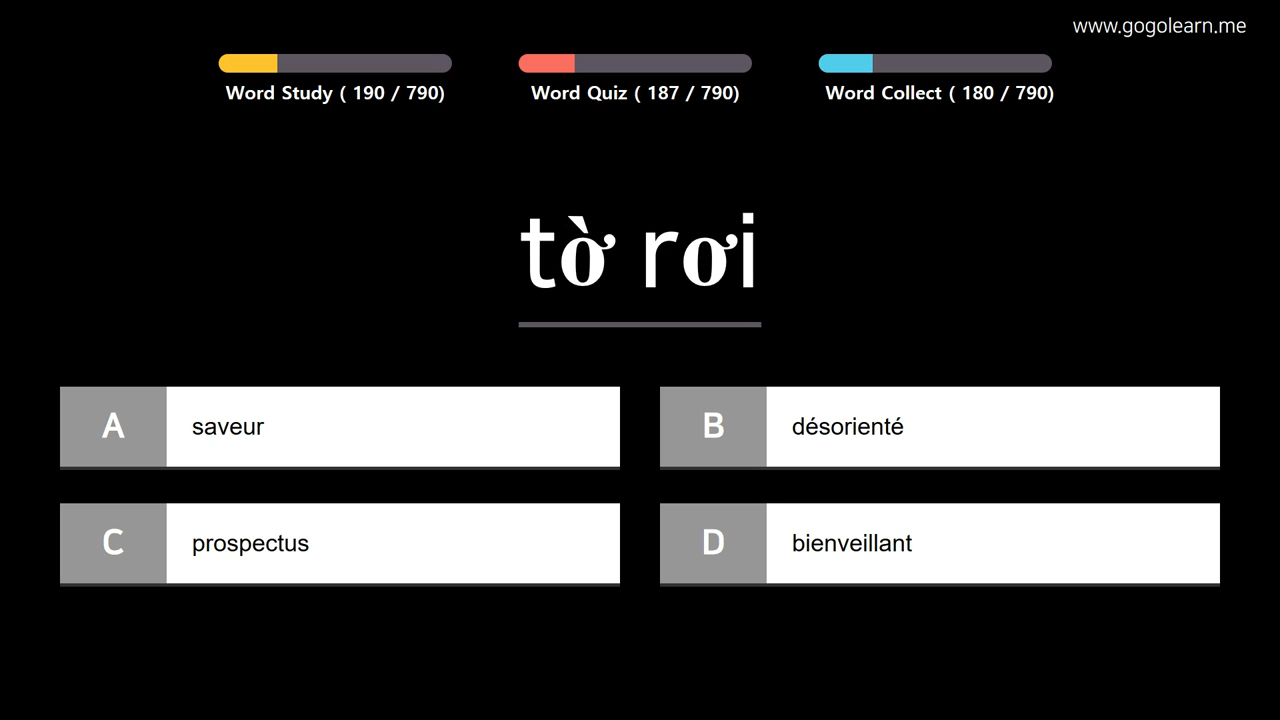 www.gogolearn.me
Word Study ( 190 / 790)
Word Quiz ( 187 / 790)
Word Collect ( 180 / 790)
tờ rơi
A saveur
B désorienté
C prospectus
D bienveillant